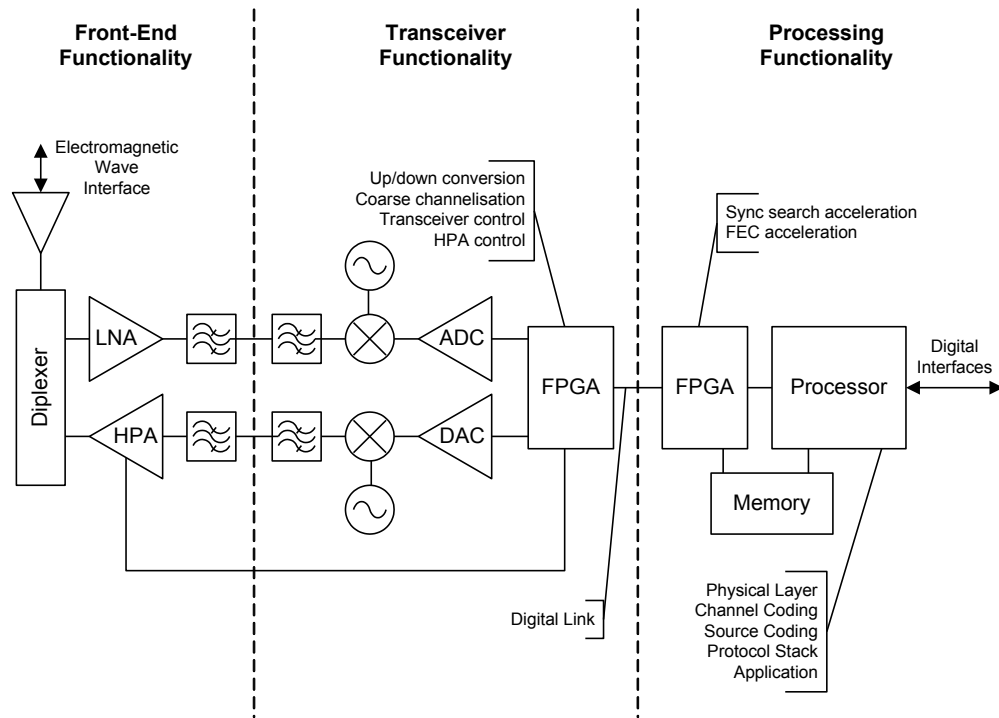 Front-End
Functionality
Transceiver
Functionality
Processing
Functionality
Electromagnetic
Wave
Interface
Up/down conversion
Coarse channelisation
Transceiver control
HPA control
Sync search acceleration
FEC acceleration
Diplexer
LNA
ADC
HPA
DAC
FPGA
FPGA
Processor
Digital
Interfaces
Memory
Digital Link
Physical Layer
Channel Coding
Source Coding
Protocol Stack
Application